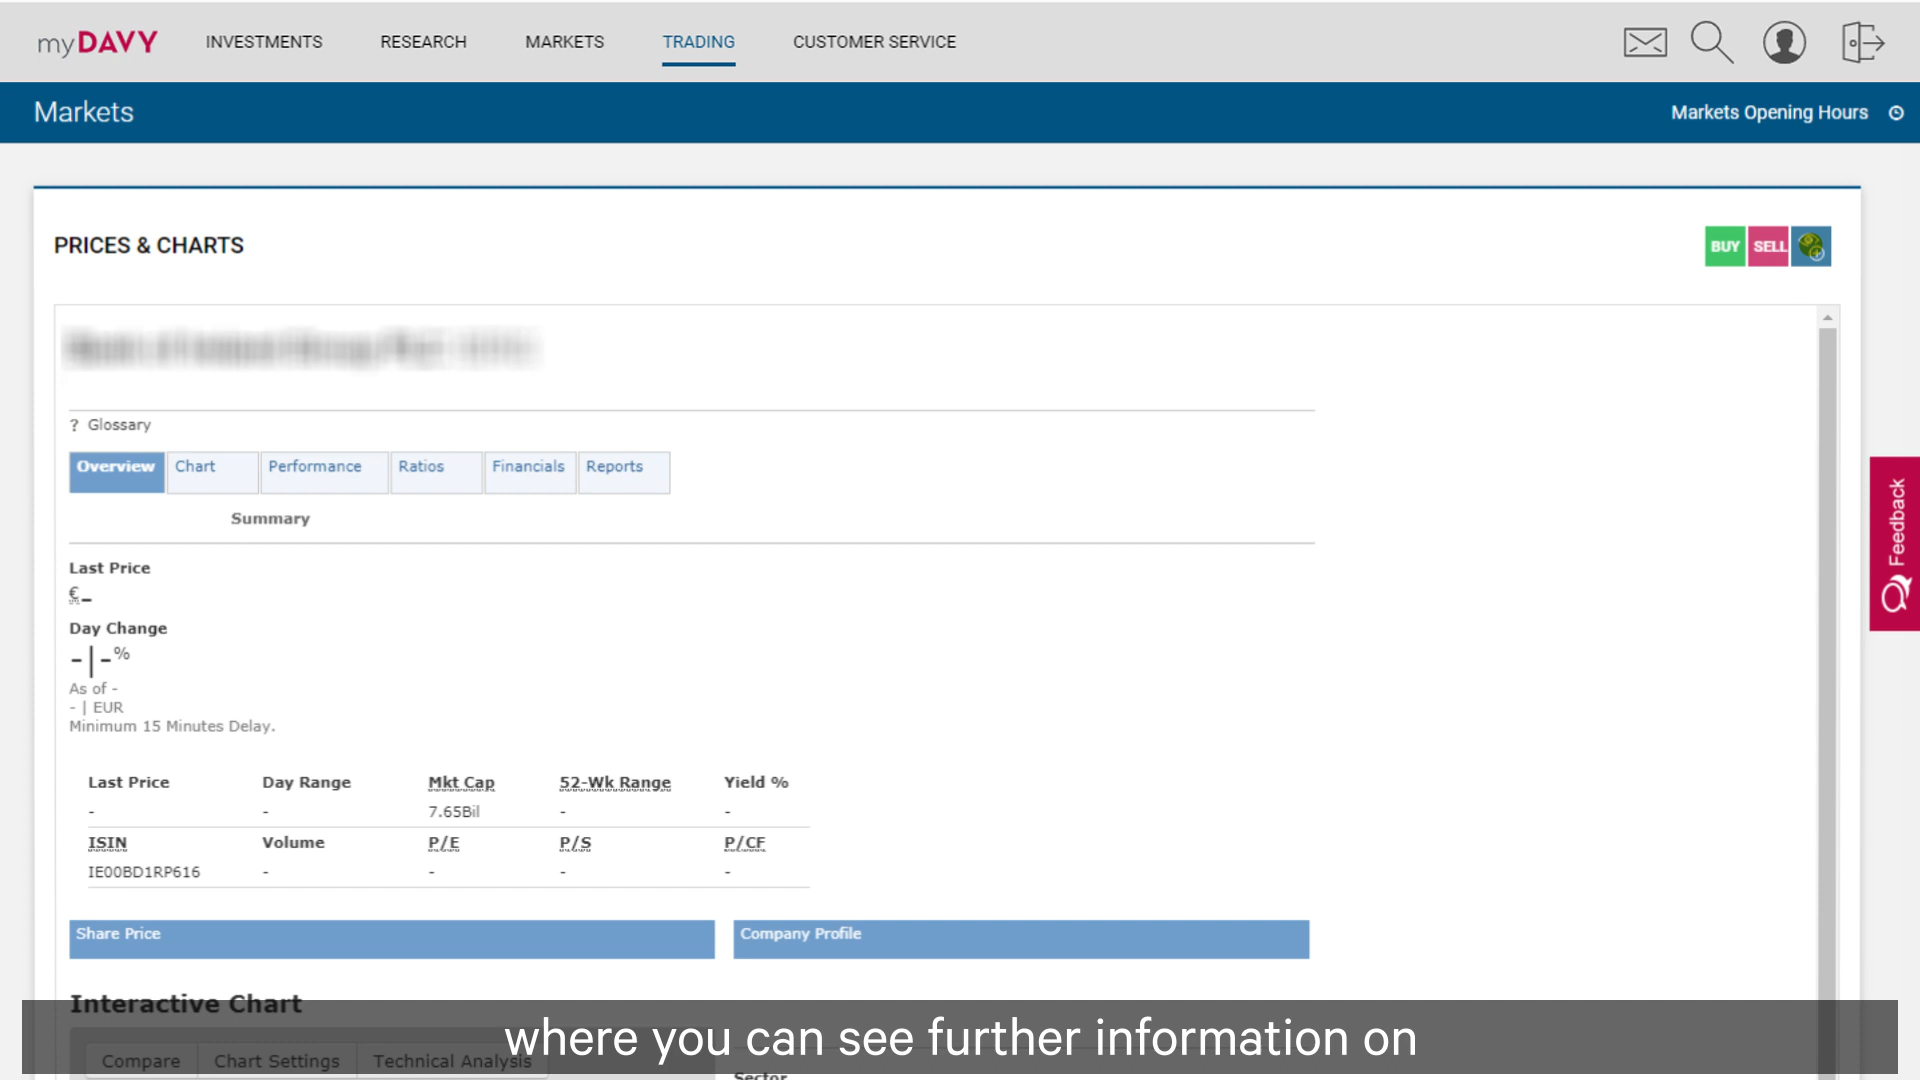 myDAVY INVESTMENTS RESEARCH MARKETS TRADING CUSTOMER SERVICE
Markets Markets Opening Hours
PRICES & CHARTS BUY SELL
? Glossary
Overview Chart Performance Ratios Financials Reports
Summary
Last Price
€-
Day Change
-|-%
As of -
- | EUR
Minimum 15 Minutes Delay.
Last Price Day Range Mkt Cap 52-Wk Range Yield %
- - 7.65Bil - -
ISIN Volume P/E P/S P/CF
IE00BD1RP616 - - - -
Share Price Company Profile
Interactive Chart
Compare Chart Settings Technical Analysis
Sector
where you can see further information on
Feedback